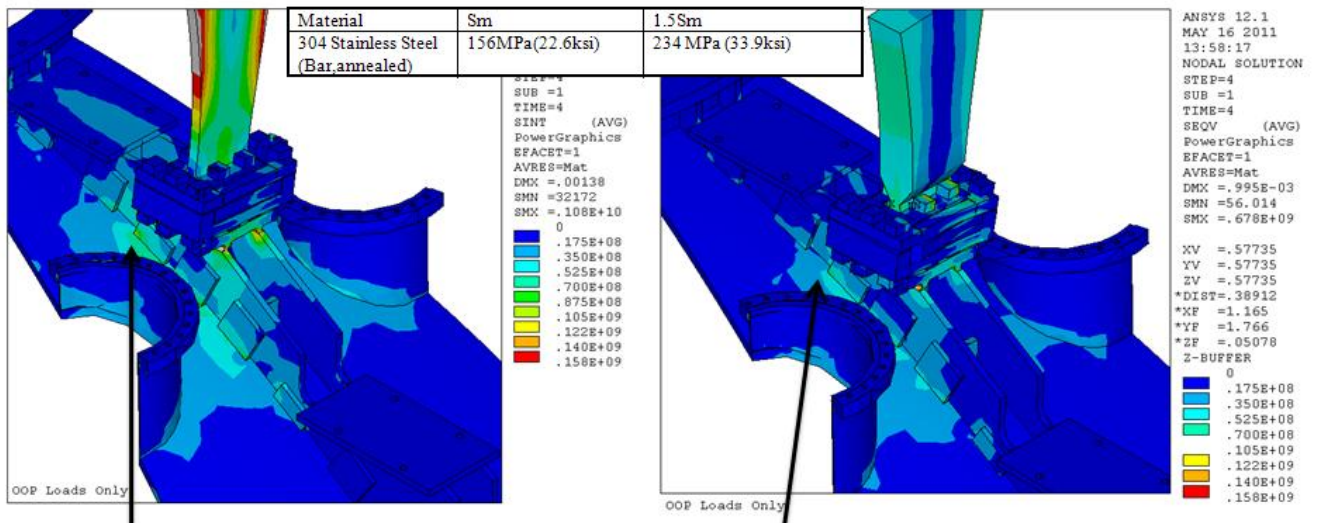 Material Sm 1.5Sm
304 Stainless Steel 156MPa(22.6ksi) 234 MPa (33.9ksi)
(Bar,annealed)
STEP=4
SUB =1
TIME=4
SINT (AVG)
PowerGraphics
EFACET=1
AVRES=Mat
DMX =.00138
SMN =32172
SMX =.108E+10
0
.175E+08
.350E+08
.525E+08
.700E+08
.875E+08
.105E+09
.122E+09
.140E+09
.158E+09
OOP Loads Only
ANSYS 12.1
MAY 16 2011
13:58:17
NODAL SOLUTION
STEP=4
SUB =1
TIME=4
SEQV (AVG)
PowerGraphics
EFACET=1
AVRES=Mat
DMX =.995E-03
SMN =56.014
SMX =.678E+09
XV =.57735
YV =.57735
ZV =.57735
*DIST=.38912
*XF =1.165
*YF =1.766
*ZF =.05078
Z-BUFFER
0
.175E+08
.350E+08
.525E+08
.700E+08
.105E+09
.122E+09
.140E+09
.158E+09
OOP Loads Only